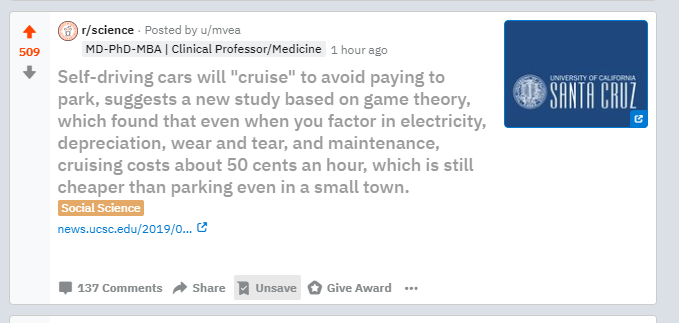 r/science · Posted by u/mvea
MD-PhD-MBA | Clinical Professor/Medicine 1 hour ago
509
Self-driving cars will "cruise" to avoid paying to
park, suggests a new study based on game theory,
which found that even when you factor in electricity,
depreciation, wear and tear, and maintenance,
cruising costs about 50 cents an hour, which is still
cheaper than parking even in a small town.
Social Science
news.ucsc.edu/2019/0...
UNIVERSITY OF CALIFORNIA
SANTA CRUZ
137 Comments Share Unsave Give Award ...